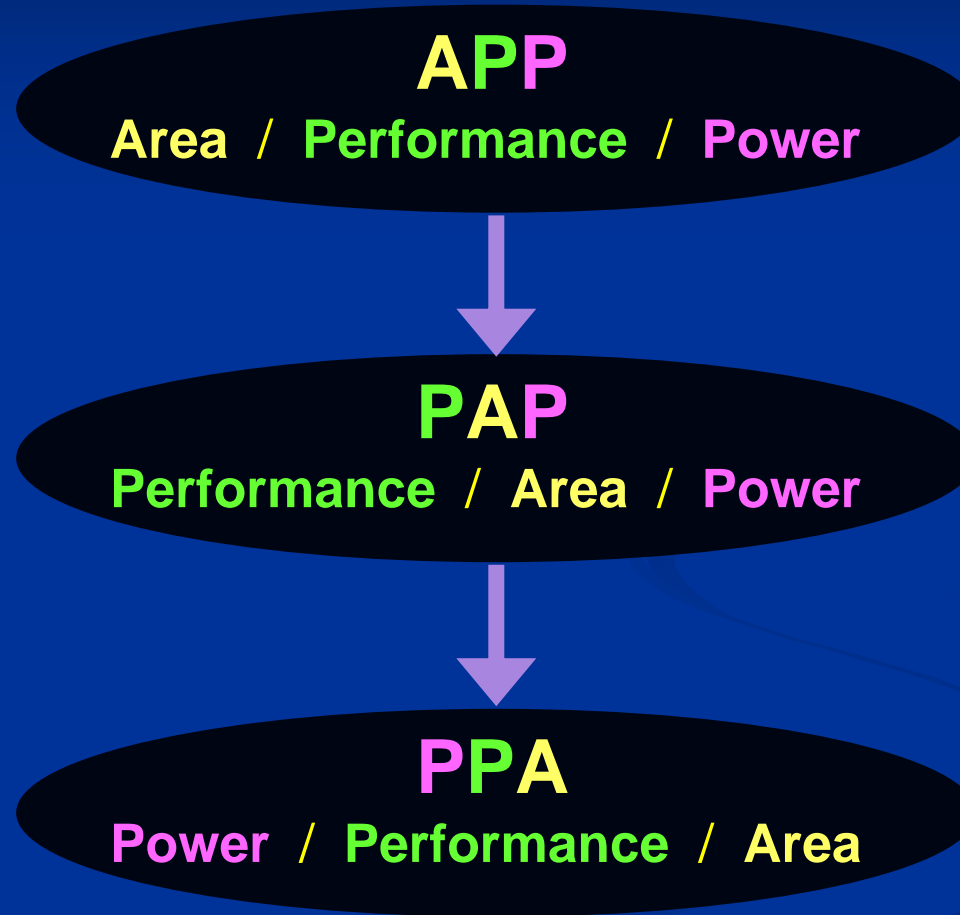 APP
Area / Performance / Power
PAP
Performance / Area / Power
PPA
Power / Performance / Area